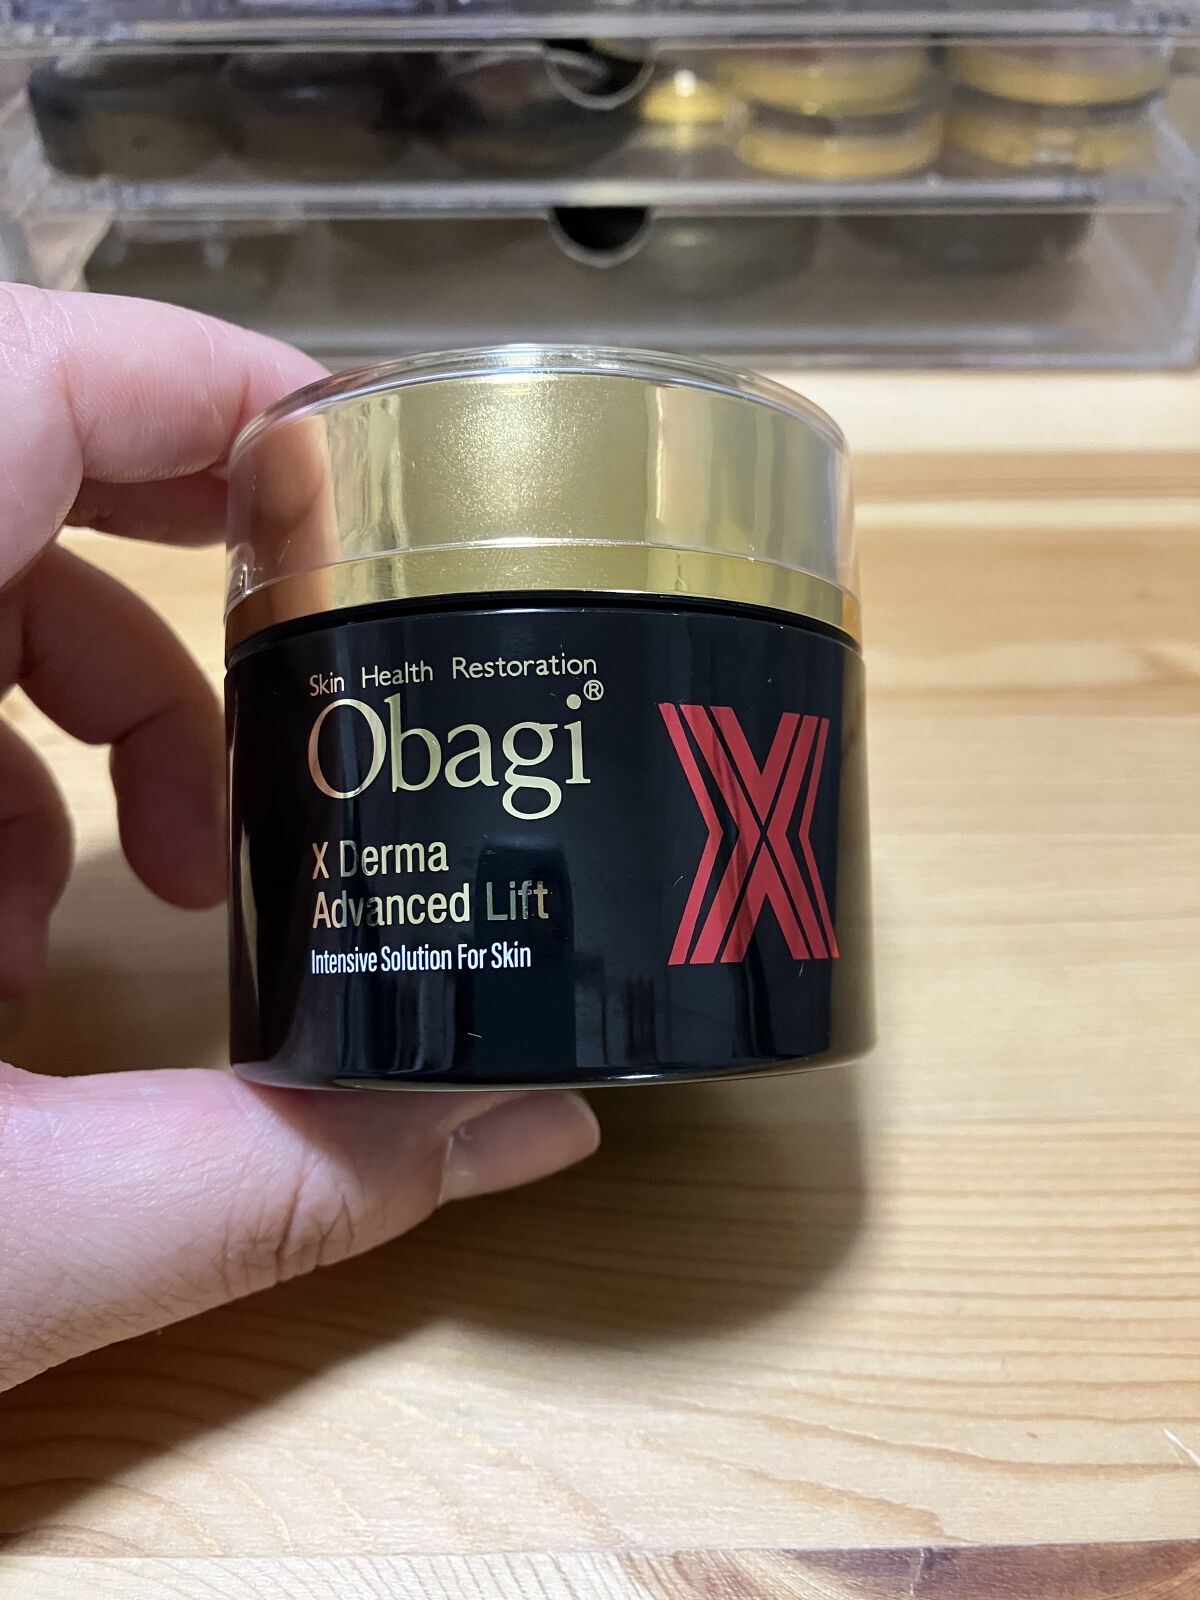 Skin Health Restoration
Obagi®
X Derma
Advanced Lift
Intensive Solution For Skin
X